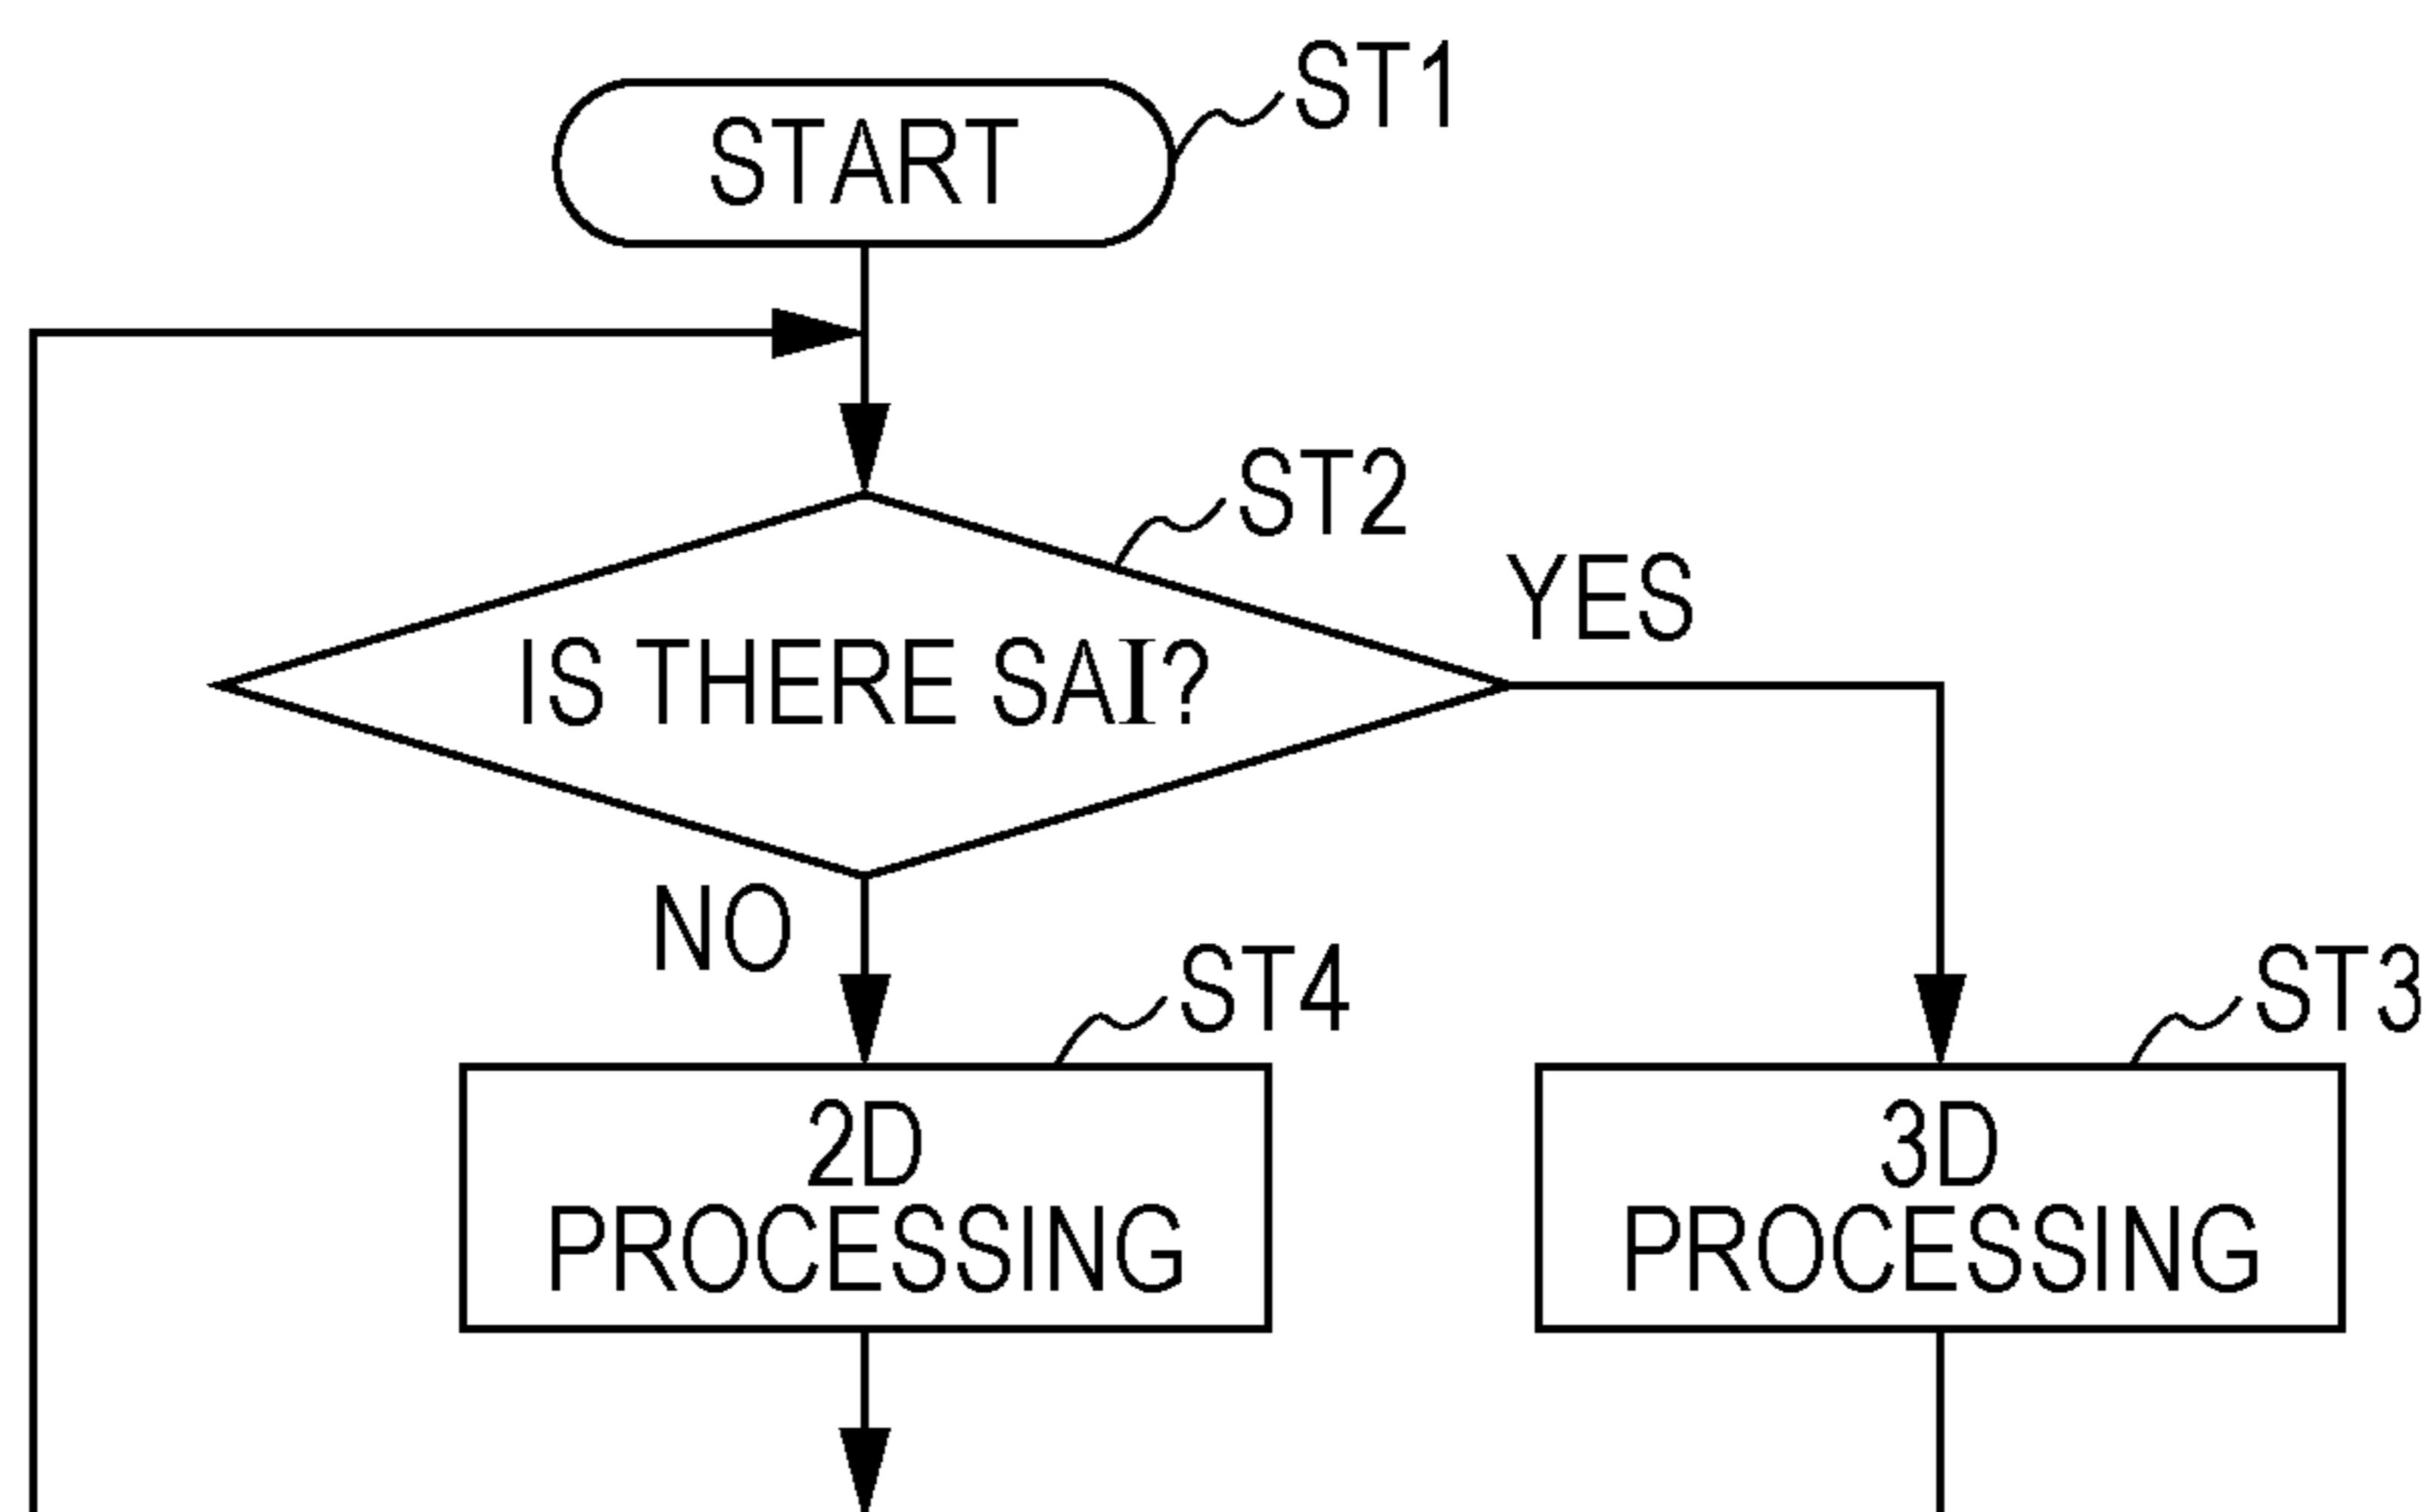 START
ST1
ST2
IS THERE SAI?
YES
NO
ST4
ST3
2D
PROCESSING
3D
PROCESSING